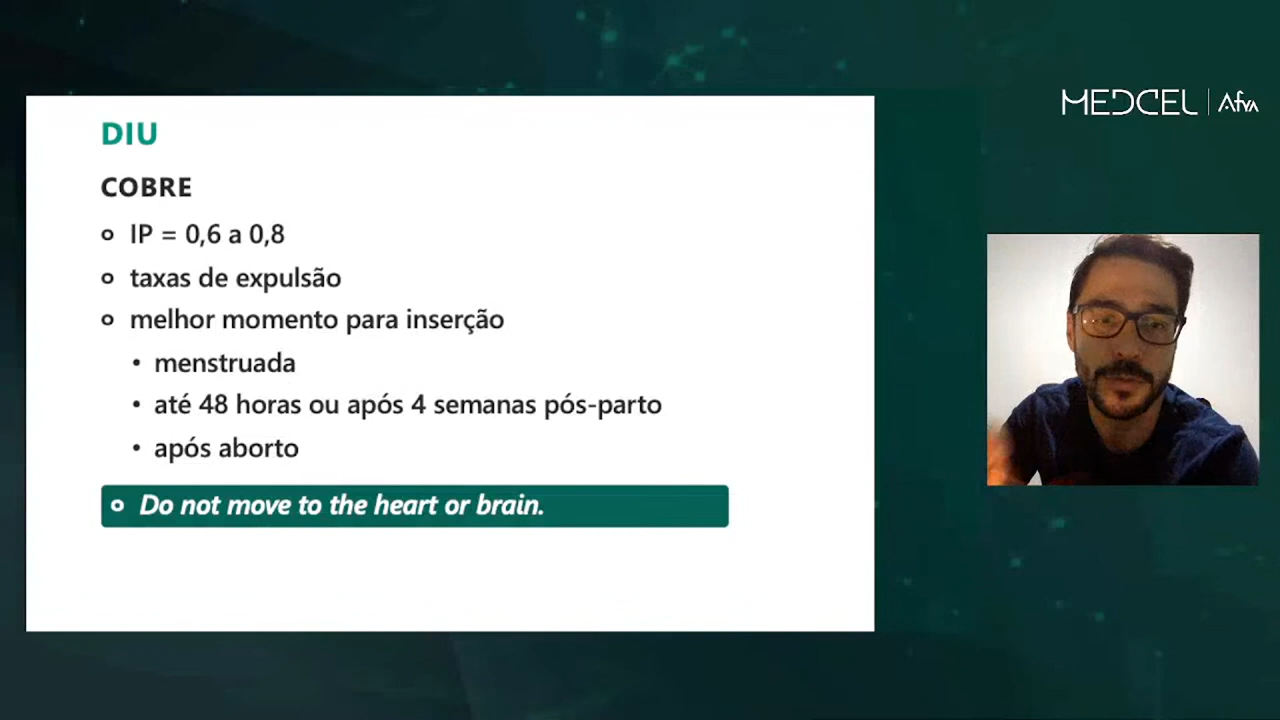 DIU
COBRE
IP = 0,6 a 0,8
taxas de expulsão
melhor momento para inserção
menstruada
até 48 horas ou após 4 semanas pós-parto
após aborto
Do not move to the heart or brain.
MEDCEL | Afya